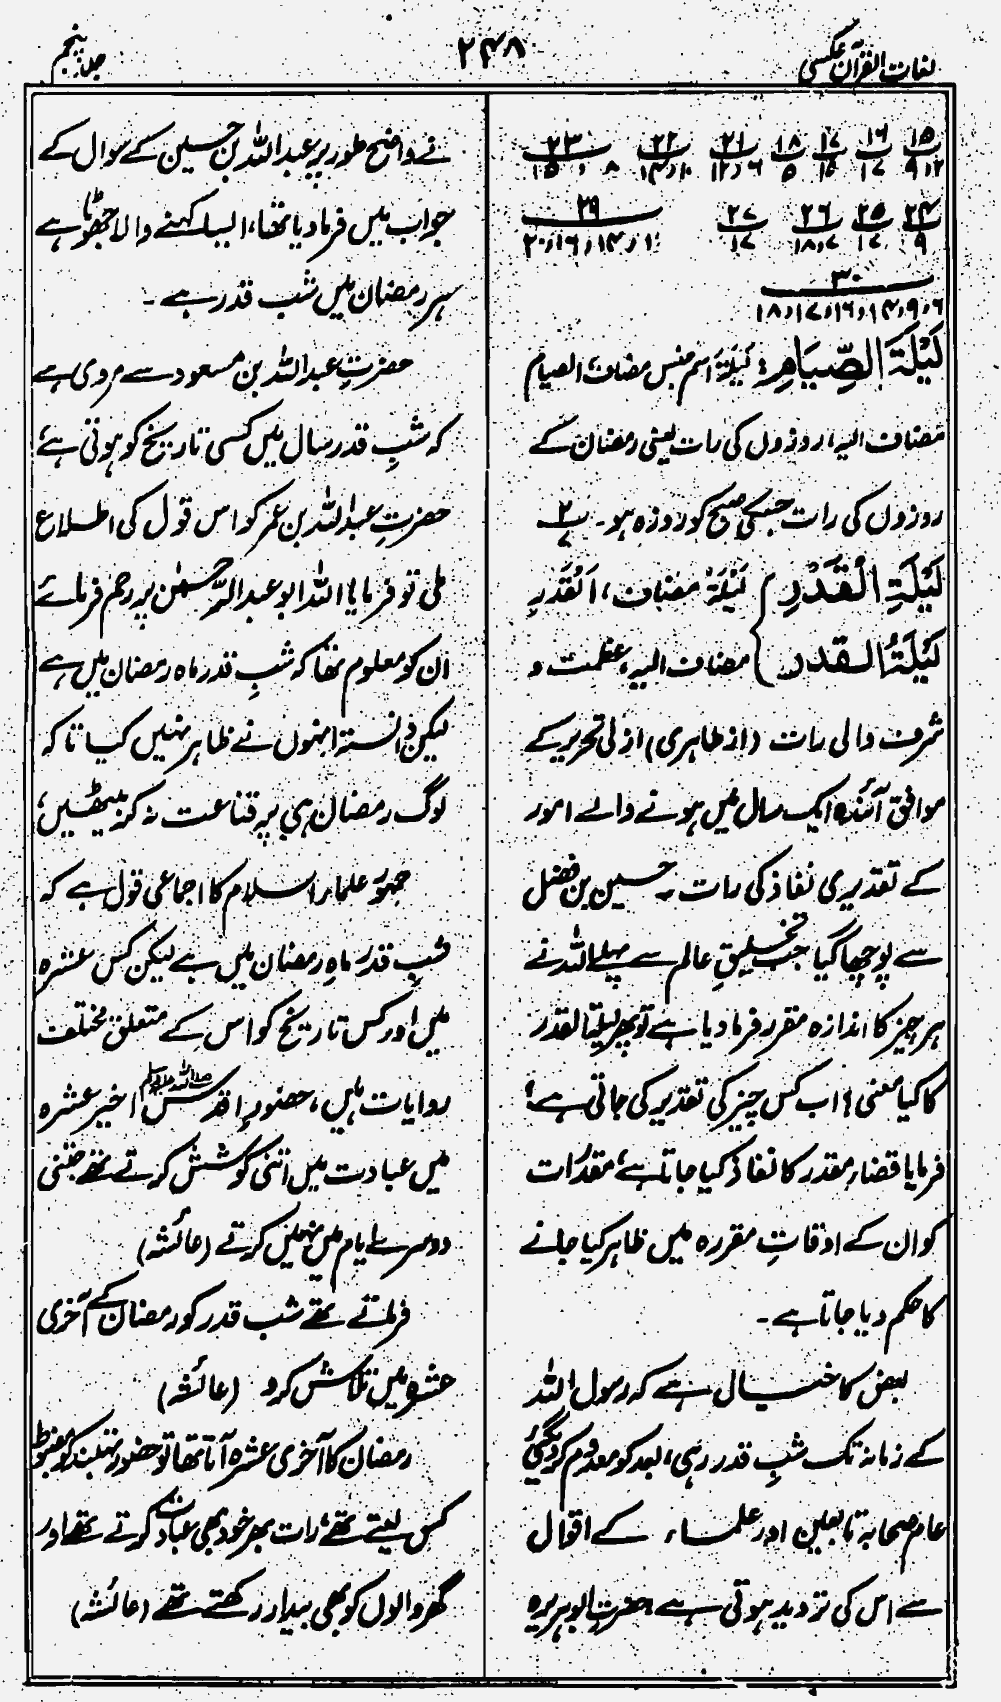 لغات القرآن عکسی
۲۴۸
جلد پنجم
۱۵ ۱۶ ۱۷ ۱۸ ۲۱ ۲۲ ۲۳
۹،۱۲ ۱۷ ۱۵ ۵ ۱۲،۶ ۱۴،۱۰ ۱۵ ، ۸
۲۴ ۲۵ ۲۶ ۲۷ ۲۹
۹ ۱۷ ۱۸،۷ ۱۷ ۲۰،۱۶،۱۴،۱۰
۳۰
۱۸،۱۷،۱۶،۱۴،۹،۶
لَیْلَۃَ الصِّیَامِ: لَیْلَۃَ اسم جنس مضاف، الصیام
مضاف الیہ، روزوں کی رات یعنی رمضان کے
روزوں کی رات جسکی صبح کو روزہ ہو۔ ۲/۷
لَیْلَۃِ الْقَدْرِ } لَیْلَۃُ مضاف، اَلْقَدْرِ
لَیْلَۃُ القدر } مضاف الیہ، عظمت و
شرف والی رات (از ظاہری) ازلی تحریر کے
موافق آئندہ ایک سال میں ہونے والے امور
کے تقدیری نفاذ کی رات۔ حسین بن فضل
سے پوچھا گیا جب تخلیقِ عالم سے پہلے اللہ نے
ہر چیز کا اندازہ مقرر فرمادیا ہے تو پھر لیلۃ القدر
کا کیا معنی؟ اب کس چیز کی تقدیر کی جاتی ہے؟
فرمایا قضاء مقدر کا نفاذ کیا جاتا ہے، مقدرات
کو ان کے اوقاتِ مقررہ میں ظاہر کیا جانے
کا حکم دیا جاتا ہے۔
بعض کا خیال ہے کہ رسول اللہ
کے زمانہ تک شبِ قدر رہی، بعد کو معدوم کر دیگئی
عام صحابہ تابعین اور علماء کے اقوال
سے اس کی تردید ہوتی ہے، حضرت ابوہریرہ
نے واضح طور پر عبداللہ بن حسین کے سوال کے
جواب میں فرما دیا تھا، ایسا کہنے والا جھوٹا ہے
ہر رمضان میں شب قدر ہے۔
حضرتِ عبداللہ بن مسعود سے مروی ہے
کہ شبِ قدر سال میں کسی تاریخ کو ہوتی ہے،
حضرتِ عبداللہ بن عمر کو اس قول کی اطلاع
ملی تو فرمایا! اللہ ابو عبدالرحمٰن پر رحم فرمائے
ان کو معلوم تھا کہ شبِ قدر ماہ رمضان میں ہے
لیکن دانستہ انہوں نے ظاہر نہیں کیا تا کہ
لوگ رمضان ہی پر قناعت نہ کر بیٹھیں،
جمہور علماء اسلام کا اجماعی قول ہے کہ
شبِ قدر ماہِ رمضان میں ہے لیکن کس عشرہ
میں اور کس تاریخ کو اس کے متعلق مختلف
روایات ہیں، حضورِ اقدس صلی اللہ علیہ وسلم اخیر عشرہ
میں عبادت میں اتنی کوشش کرتے تھے جتنی
دوسرے ایام میں نہیں کرتے (عائشہ)
فرماتے تھے شب قدر کو رمضان کے آخری
عشرہ میں تلاش کرو (عائشہ)
رمضان کا آخری عشرہ آتا تھا تو حضور تہبند کو مضبوط
کس لیتے تھے، رات بھر خود بھی عبادت کرتے تھے اور
گھر والوں کو بھی بیدار رکھتے تھے (عائشہ)